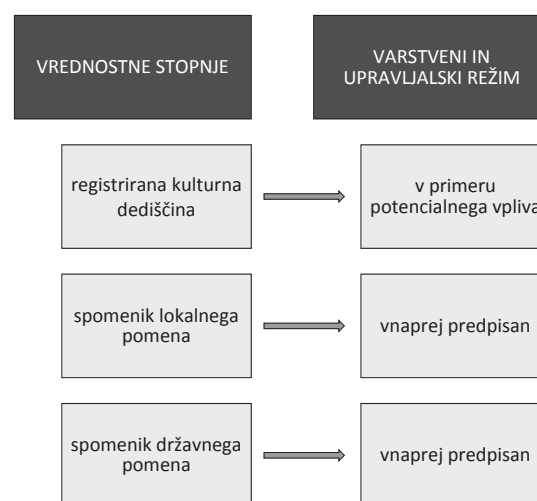 VREDNOSTNE STOPNJE
VARSTVENI IN
UPRAVLJALSKI REŽIM
registrirana kulturna
dediščina
v primeru
potencialnega vpliva
spomenik lokalnega
pomena
vnaprej predpisan
spomenik državnega
pomena
vnaprej predpisan